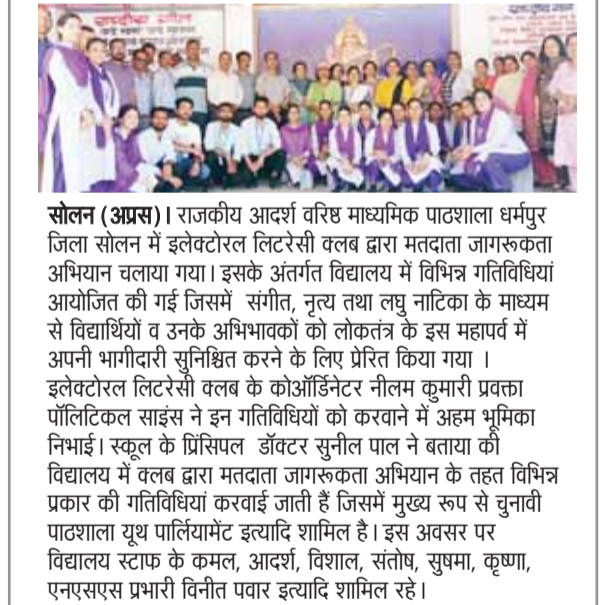 सोलन (अप्रस)। राजकीय आदर्श वरिष्ठ माध्यमिक पाठशाला धर्मपुर
जिला सोलन में इलेक्टोरल लिटरेसी क्लब द्वारा मतदाता जागरूकता
अभियान चलाया गया। इसके अंतर्गत विद्यालय में विभिन्न गतिविधियां
आयोजित की गई जिसमें संगीत, नृत्य तथा लघु नाटिका के माध्यम
से विद्यार्थियों व उनके अभिभावकों को लोकतंत्र के इस महापर्व में
अपनी भागीदारी सुनिश्चित करने के लिए प्रेरित किया गया ।
इलेक्टोरल लिटरेसी क्लब के कोऑर्डिनेटर नीलम कुमारी प्रवक्ता
पॉलिटिकल साइंस ने इन गतिविधियों को करवाने में अहम भूमिका
निभाई। स्कूल के प्रिंसिपल डॉक्टर सुनील पाल ने बताया की
विद्यालय में क्लब द्वारा मतदाता जागरूकता अभियान के तहत विभिन्न
प्रकार की गतिविधियां करवाई जाती हैं जिसमें मुख्य रूप से चुनावी
पाठशाला यूथ पार्लियामेंट इत्यादि शामिल है। इस अवसर पर
विद्यालय स्टाफ के कमल, आदर्श, विशाल, संतोष, सुषमा, कृष्णा,
एनएसएस प्रभारी विनीत पवार इत्यादि शामिल रहे।